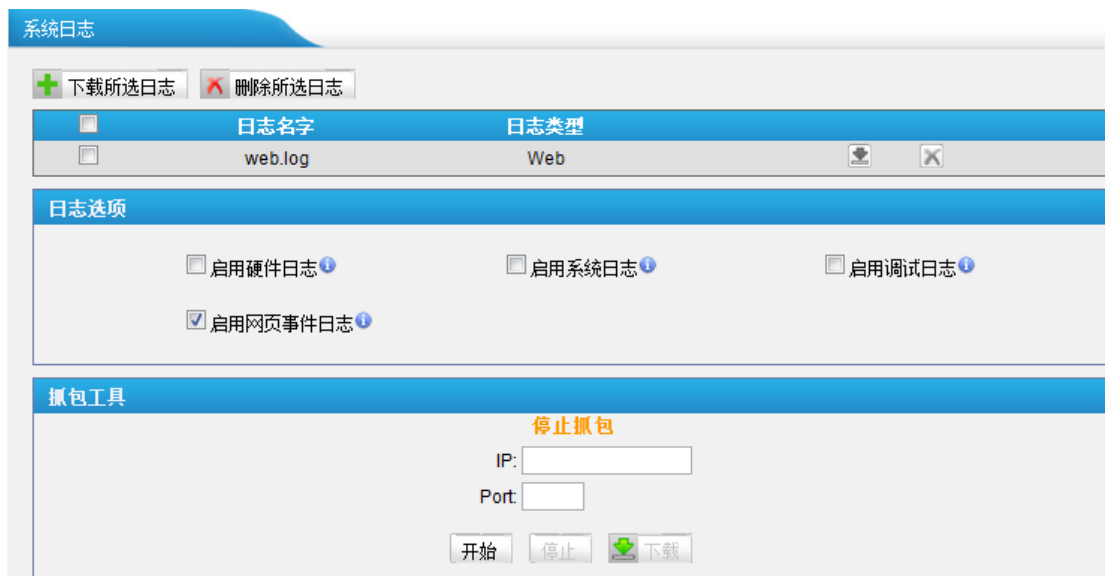 系统日志
下载所选日志 删除所选日志
日志名字 日志类型
web.log Web
日志选项
启用硬件日志 启用系统日志 启用调试日志
启用网页事件日志
抓包工具
停止抓包
IP:
Port:
开始 停止 下载